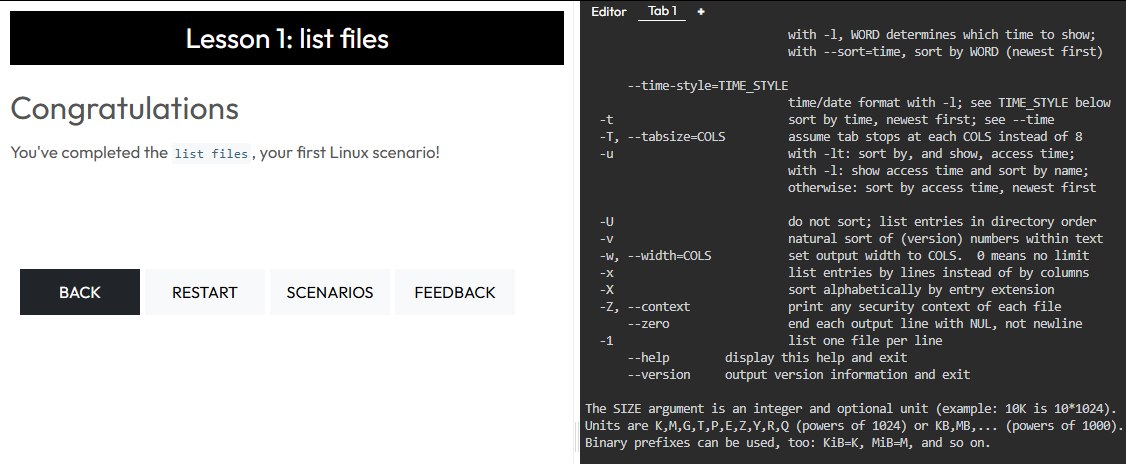 Lesson 1: list files
Congratulations
You've completed the list files, your first Linux scenario!
BACK
RESTART
SCENARIOS
FEEDBACK
Editor Tab 1 +
with -l, WORD determines which time to show;
with --sort=time, sort by WORD (newest first)
--time-style=TIME_STYLE
time/date format with -l; see TIME_STYLE below
-t sort by time, newest first; see --time
-T, --tabsize=COLS assume tab stops at each COLS instead of 8
-u with -lt: sort by, and show, access time;
with -l: show access time and sort by name;
otherwise: sort by access time, newest first
-U do not sort; list entries in directory order
-v natural sort of (version) numbers within text
-w, --width=COLS set output width to COLS.  0 means no limit
-x list entries by lines instead of by columns
-X sort alphabetically by entry extension
-Z, --context print any security context of each file
--zero end each output line with NUL, not newline
-1 list one file per line
--help display this help and exit
--version output version information and exit
The SIZE argument is an integer and optional unit (example: 10K is 10*1024).
Units are K,M,G,T,P,E,Z,Y,R,Q (powers of 1024) or KB,MB,... (powers of 1000).
Binary prefixes can be used, too: KiB=K, MiB=M, and so on.